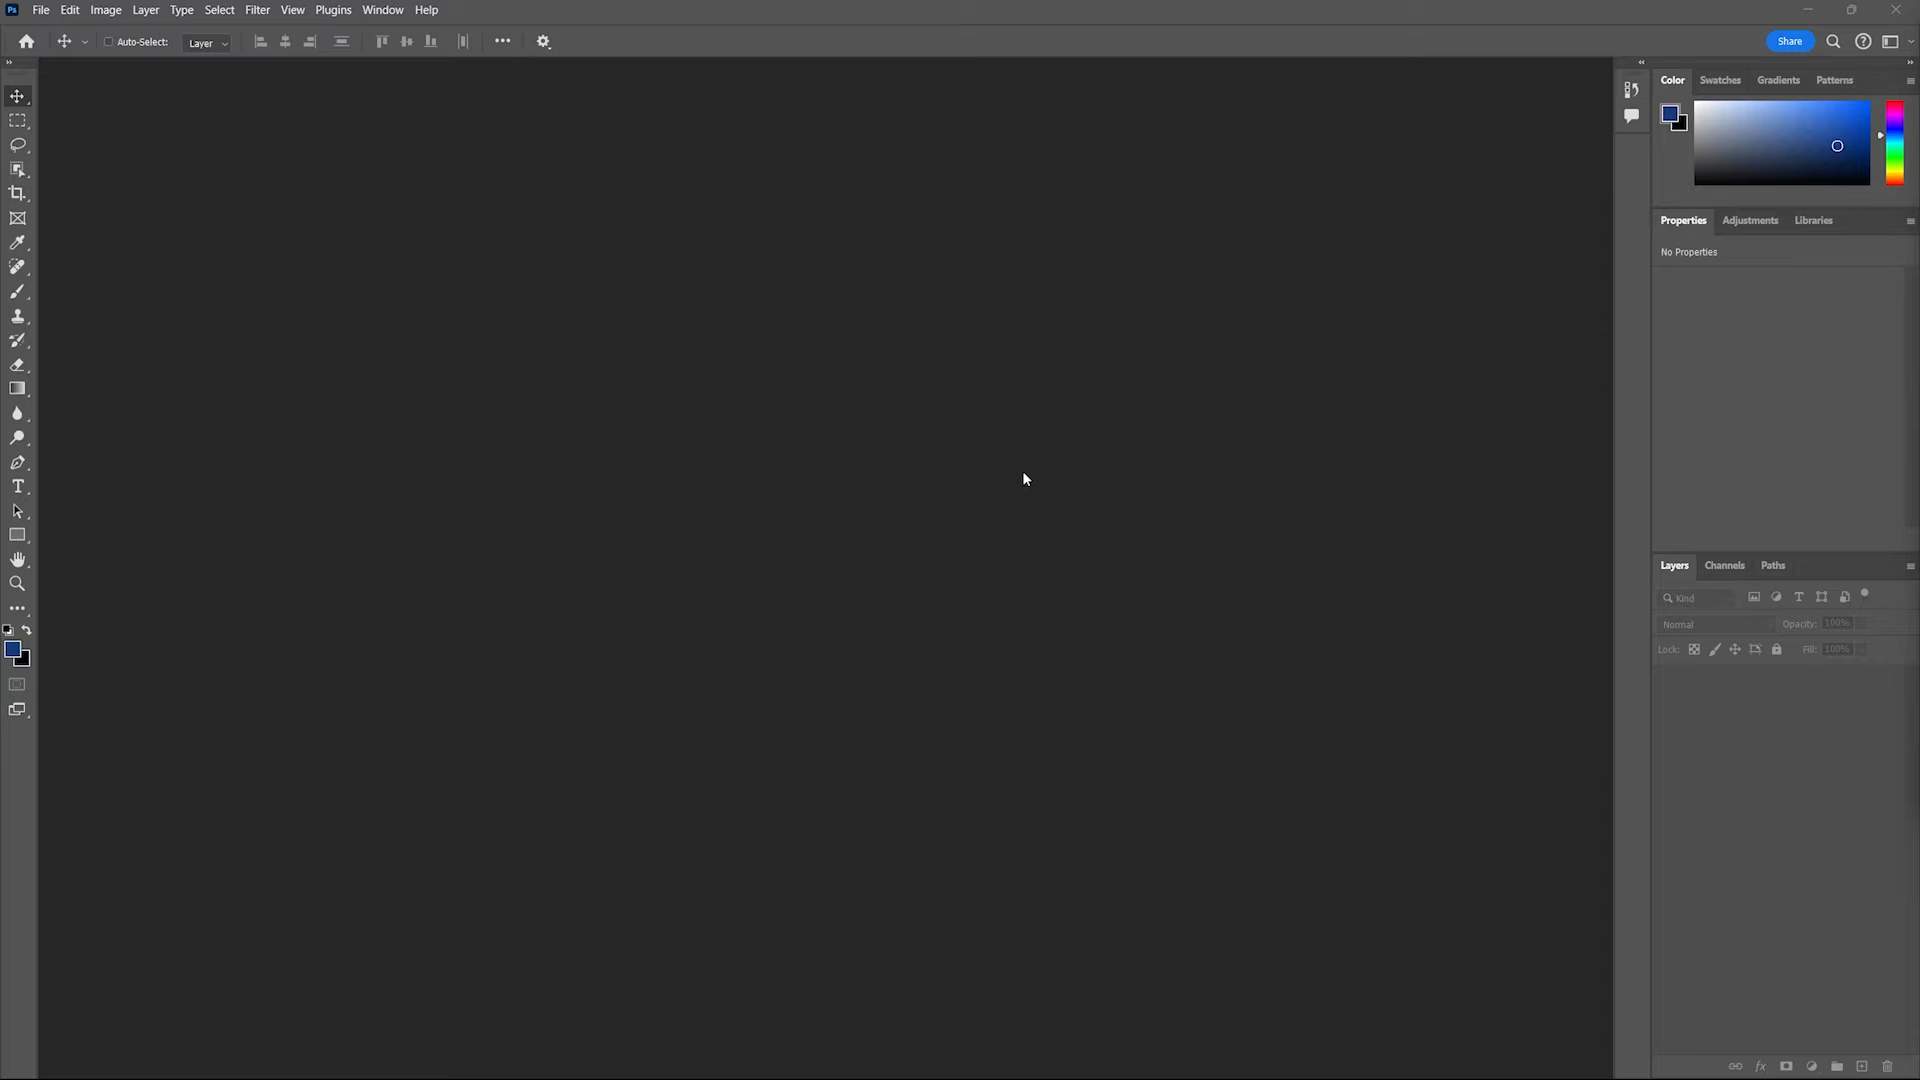 Ps File Edit Image Layer Type Select Filter View Plugins Window Help
Auto-Select: Layer Share
Color Swatches Gradients Patterns
Properties Adjustments Libraries
No Properties
Layers Channels Paths
Kind
Normal Opacity: 100%
Lock: Fill: 100%